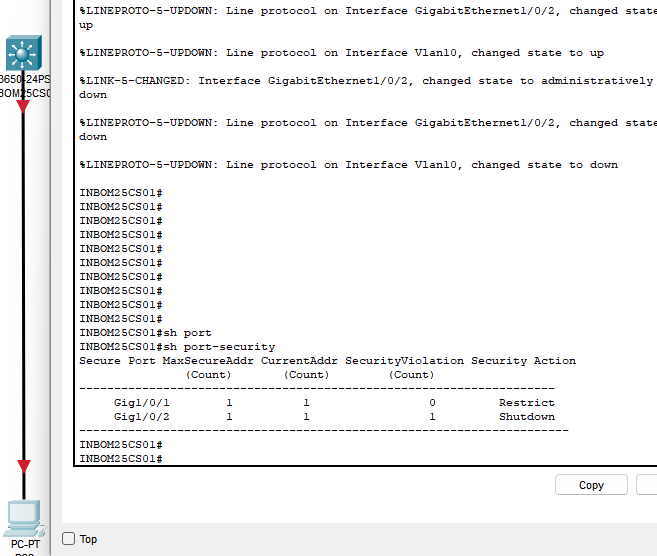 %LINEPROTO-5-UPDOWN: Line protocol on Interface GigabitEthernet1/0/2, changed state
up
%LINEPROTO-5-UPDOWN: Line protocol on Interface Vlan10, changed state to up
%LINK-5-CHANGED: Interface GigabitEthernet1/0/2, changed state to administratively
down
%LINEPROTO-5-UPDOWN: Line protocol on Interface GigabitEthernet1/0/2, changed state
down
%LINEPROTO-5-UPDOWN: Line protocol on Interface Vlan10, changed state to down
INBOM25CS01#
INBOM25CS01#
INBOM25CS01#
INBOM25CS01#
INBOM25CS01#
INBOM25CS01#
INBOM25CS01#
INBOM25CS01#
INBOM25CS01#
INBOM25CS01#
INBOM25CS01#sh port
INBOM25CS01#sh port-security
Secure Port MaxSecureAddr CurrentAddr SecurityViolation Security Action
(Count) (Count) (Count)
--------------------------------------------------------------------
Gig1/0/1 1 1 0 Restrict
Gig1/0/2 1 1 1 Shutdown
----------------------------------------------------------------------
INBOM25CS01#
INBOM25CS01#
3650-24PS
BOM25CS0
PC-PT
Copy
Top